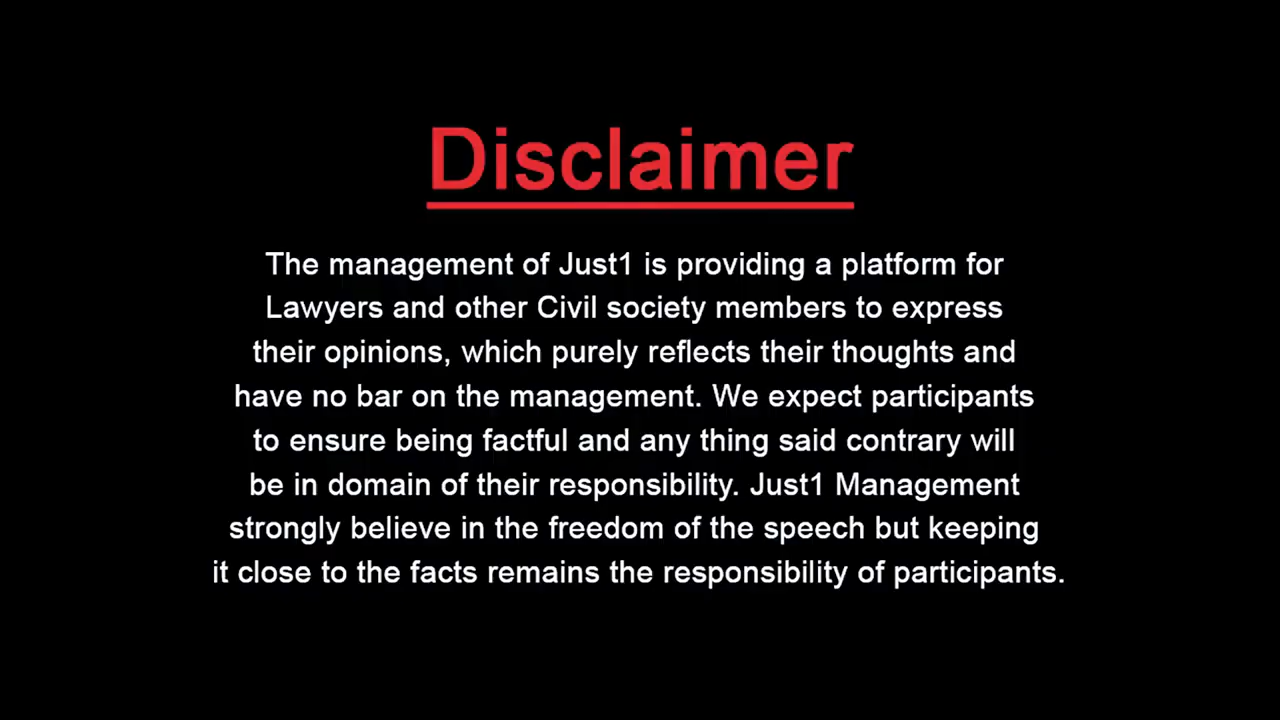 Disclaimer
The management of Just1 is providing a platform for
Lawyers and other Civil society members to express
their opinions, which purely reflects their thoughts and
have no bar on the management. We expect participants
to ensure being factful and any thing said contrary will
be in domain of their responsibility. Just1 Management
strongly believe in the freedom of the speech but keeping
it close to the facts remains the responsibility of participants.